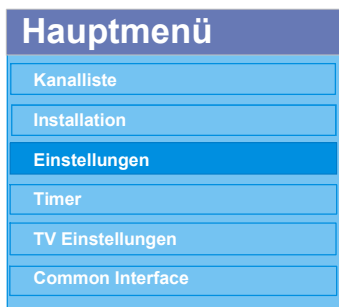 Hauptmenü
Kanalliste
Installation
Einstellungen
Timer
TV Einstellungen
Common Interface